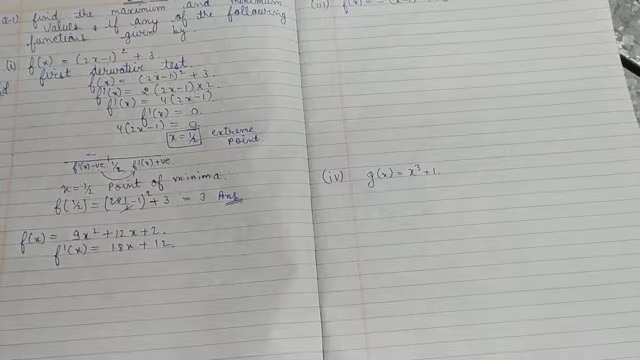 Q-1) find the maximum and minimum
values, if any of the following
functions given by
(i) f(x) = (2x-1)² + 3
first derivative test.
f(x) = (2x-1)² + 3.
f'(x) = 2(2x-1)×2
f'(x) = 4(2x-1).
f'(x) = 0.
4(2x-1) = 0
x = 1/2 extreme
point.
f'(x) -ve 1/2 f'(x) +ve
x = 1/2 Point of minima.
f(1/2) = -1)² + 3 = 3 Ans
f(x) = 9x² + 12x + 2.
f'(x) = 18x + 12.
(iii)
(iv) g(x) = x³ + 1.